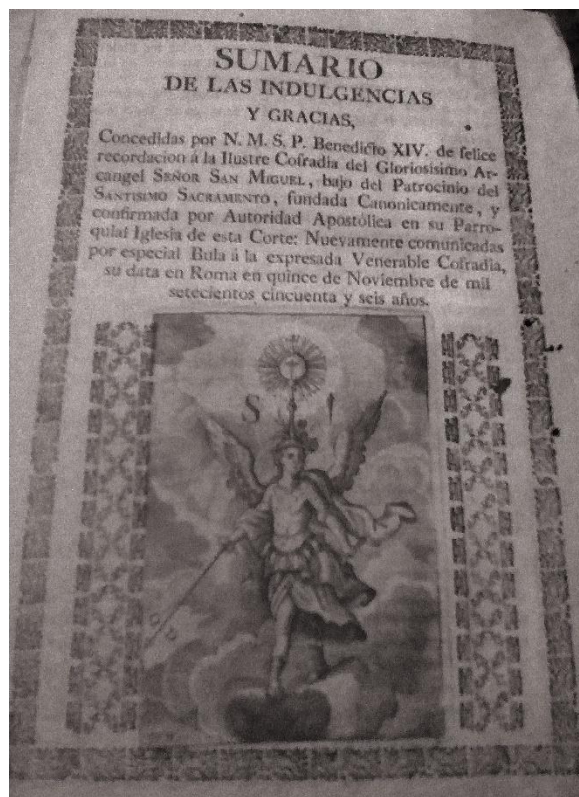 SUMARIO
DE LAS INDULGENCIAS
Y GRACIAS,
Concedidas por N. M. S. P. Benedicto XIV. de felice
recordacion á la Ilustre Cofradia del Gloriosisimo Ar-
cangel SEÑOR SAN MIGUEL, bajo del Patrocinio del
SANTISIMO SACRAMENTO, fundada Canonicamente, y
confirmada por Autoridad Apostólica en su Parro-
quial Iglesia de esta Corte: Nuevamente comunicadas
por especial Bula á la expresada Venerable Cofradia,
su data en Roma en quince de Noviembre de mil
setecientos cincuenta y seis años.
S